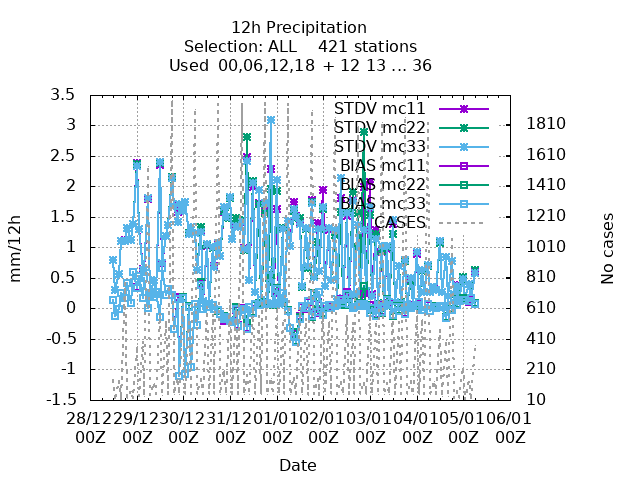 12h Precipitation
Selection: ALL 421 stations
Used 00,06,12,18 + 12 13 ... 36
3.5
3
2.5
2
1.5
1
0.5
0
-0.5
-1
-1.5
mm/12h
STDV mc11
STDV mc22
STDV mc33
BIAS mc11
BIAS mc22
BIAS mc33
CASES
1810
1610
1410
1210
1010
810
610
410
210
10
No cases
28/12 29/12 30/12 31/12 01/01 02/01 03/01 04/01 05/01 06/01
00Z 00Z 00Z 00Z 00Z 00Z 00Z 00Z 00Z 00Z
Date